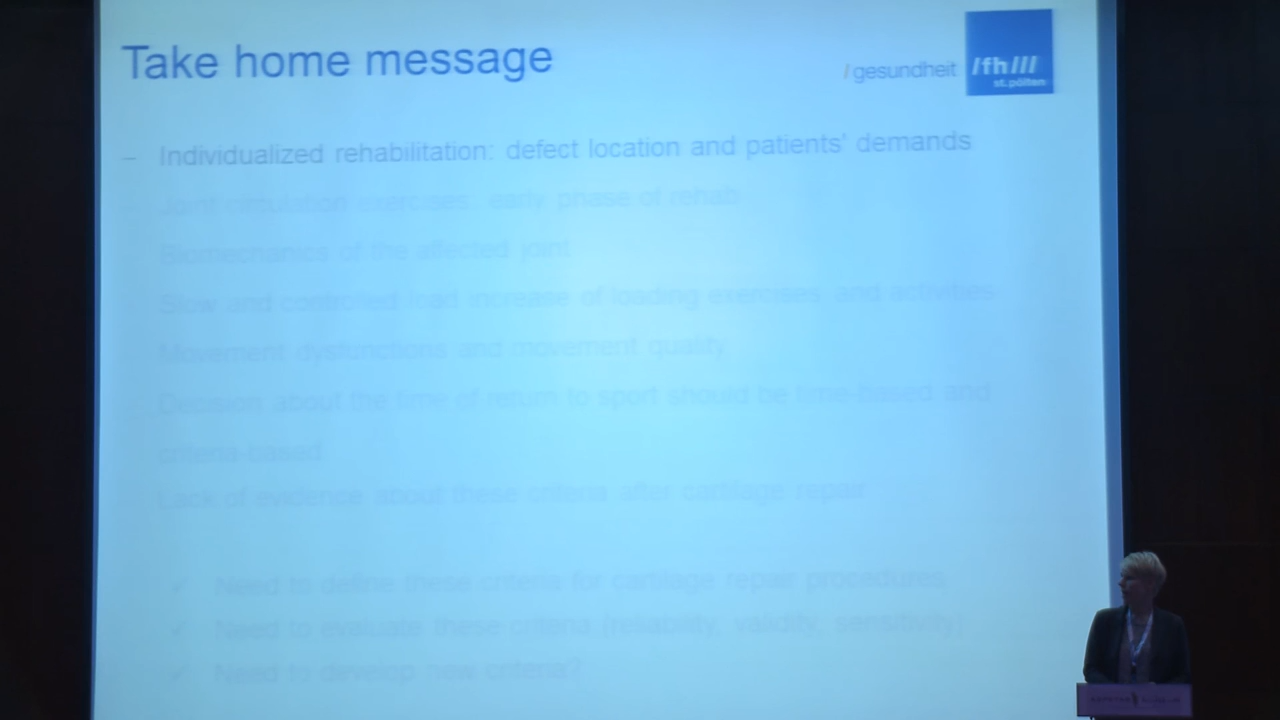 Take home message
/gesundheit
/fh///
st.pölten
– Individualized rehabilitation: defect location and patients' demands
Joint circulation exercises: early phase of rehab
Biomechanics of the affected joint
Slow and controlled load increase of loading exercises and activities
Movement dysfunctions and movement quality
Decision about the time of return to sport should be time-based and
criteria-based
Lack of evidence about these criteria after cartilage repair
✓ Need to define these criteria for cartilage repair procedures
✓ Need to evaluate these criteria (reliability, validity, sensitivity)
✓ Need to develop new criteria?